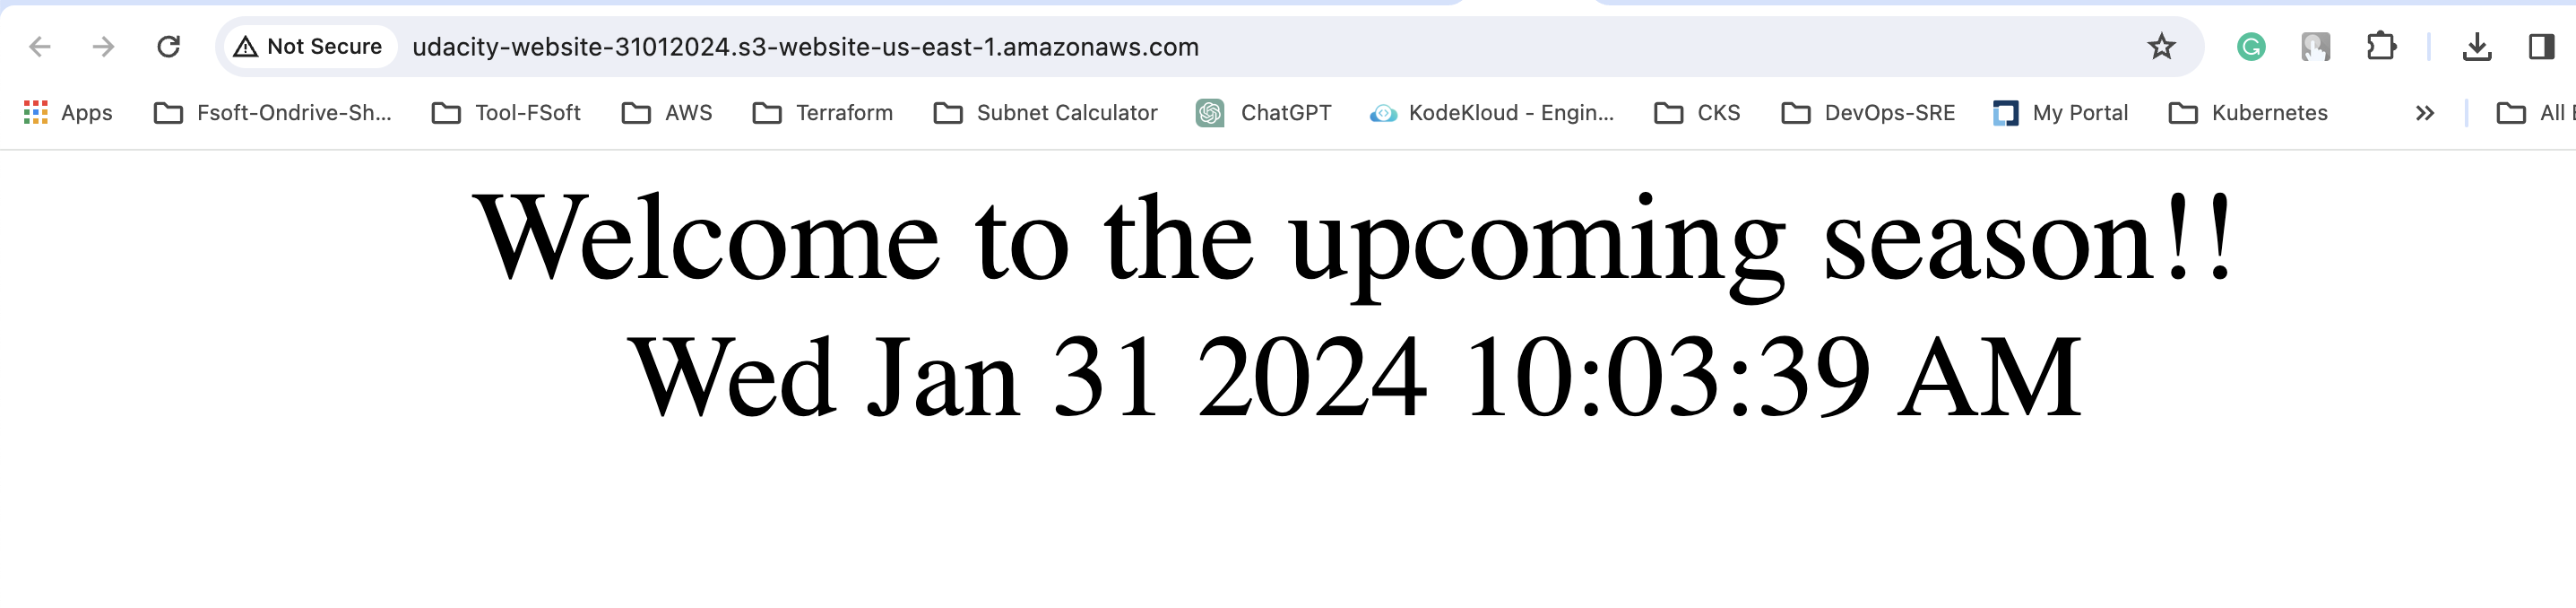 Not Secure udacity-website-31012024.s3-website-us-east-1.amazonaws.com
Apps Fsoft-Ondrive-Sh... Tool-FSoft AWS Terraform Subnet Calculator ChatGPT KodeKloud - Engin... CKS DevOps-SRE My Portal Kubernetes » All
Welcome to the upcoming season!!
Wed Jan 31 2024 10:03:39 AM